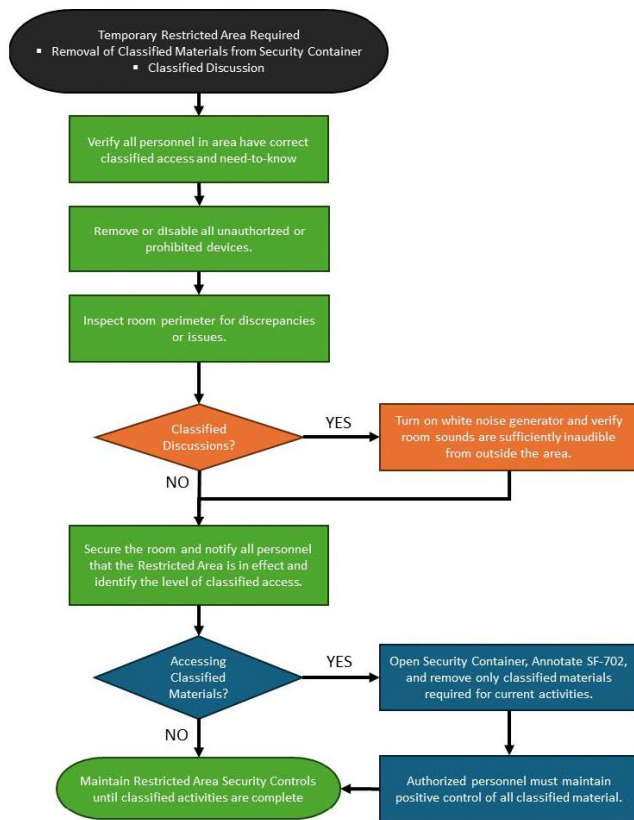 Temporary Restricted Area Required
▪ Removal of Classified Materials from Security Container
▪ Classified Discussion
Verify all personnel in area have correct
classified access and need-to-know
Remove or disable all unauthorized or
prohibited devices.
Inspect room perimeter for discrepancies
or issues.
Classified
Discussions?
YES
Turn on white noise generator and verify
room sounds are sufficiently inaudible
from outside the area.
NO
Secure the room and notify all personnel
that the Restricted Area is in effect and
identify the level of classified access.
Accessing
Classified
Materials?
YES
Open Security Container, Annotate SF-702,
and remove only classified materials
required for current activities.
NO
Maintain Restricted Area Security Controls
until classified activities are complete
Authorized personnel must maintain
positive control of all classified material.